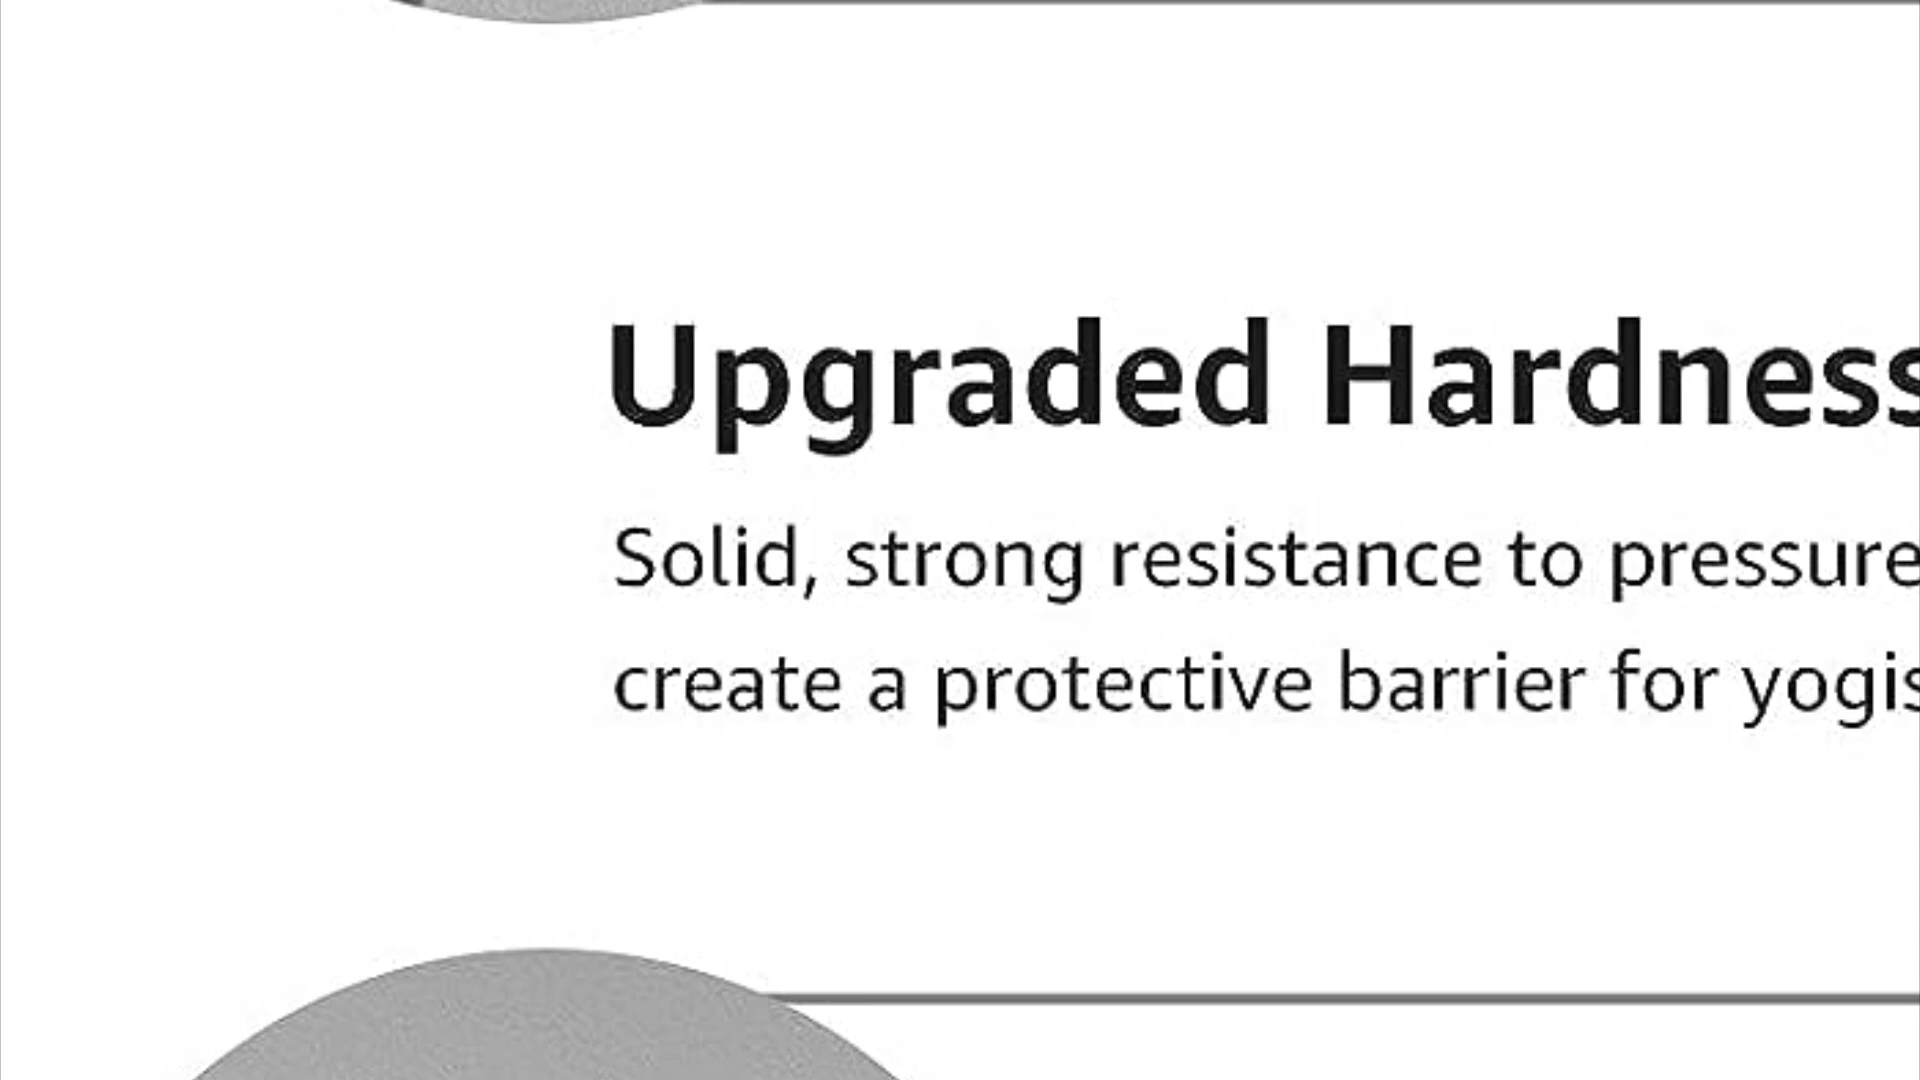 Upgraded Hardness
Solid, strong resistance to pressure
create a protective barrier for yogis